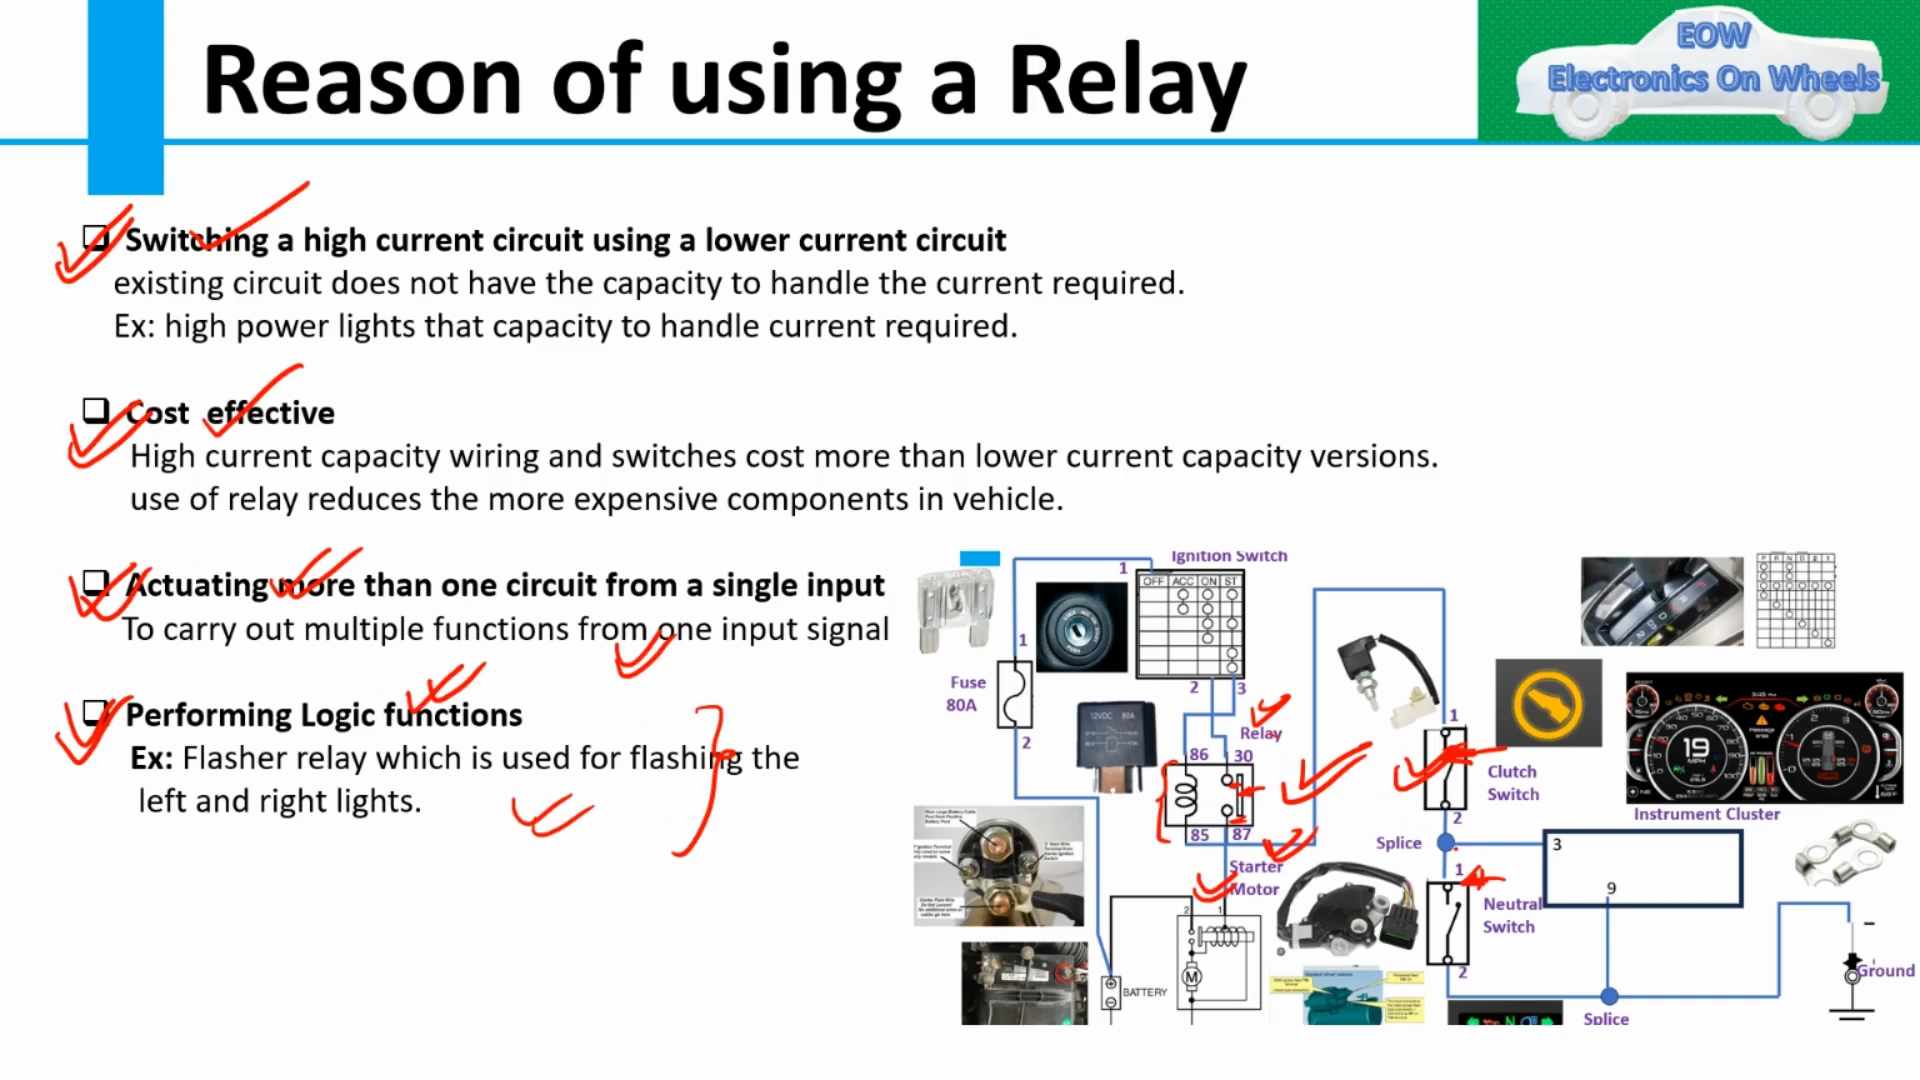 Reason of using a Relay
EOW
Electronics On Wheels
Switching a high current circuit using a lower current circuit
existing circuit does not have the capacity to handle the current required.
Ex: high power lights that capacity to handle current required.
Cost effective
High current capacity wiring and switches cost more than lower current capacity versions.
use of relay reduces the more expensive components in vehicle.
Actuating more than one circuit from a single input
To carry out multiple functions from one input signal
Performing Logic functions
Ex: Flasher relay which is used for flashing the
left and right lights.
Ignition Switch
1
OFF ACC ON ST
2 3
1
Fuse
80A
2
12VDC 80A
Relay
86 30
85 87
Starter
Motor
2 1
M
BATTERY
1
Clutch
Switch
2
Splice
1
Neutral
Switch
2
3
9
19
MPH
Instrument Cluster
Ground
Splice